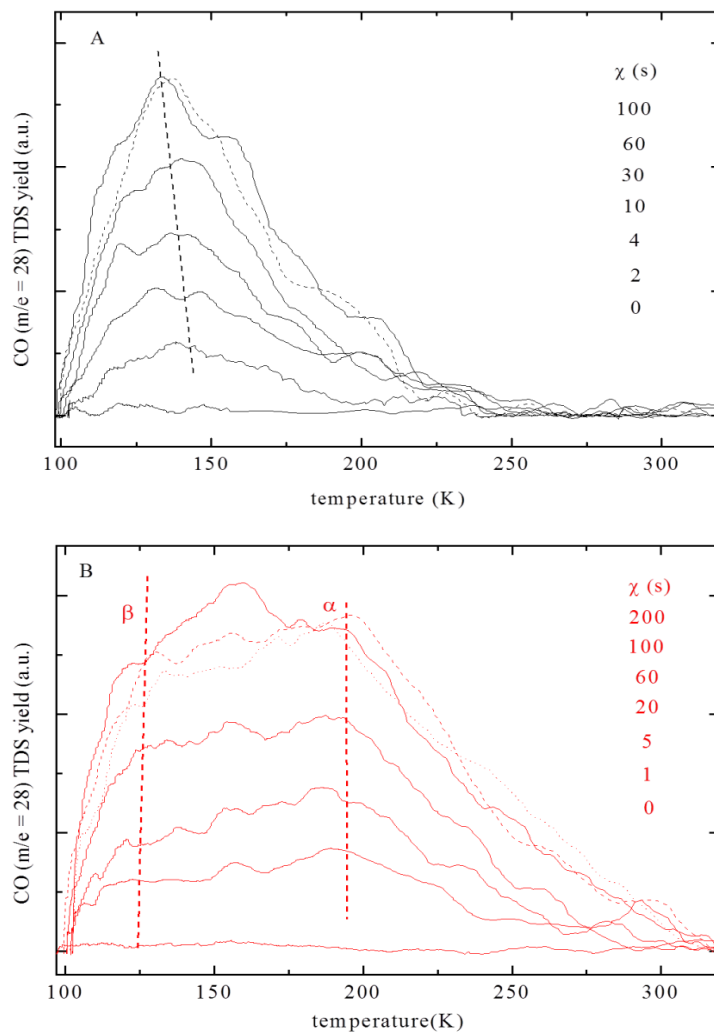 A
χ (s)
100
60
30
10
4
2
0
CO (m/e = 28) TDS yield (a.u.)
100 150 200 250 300
temperature (K)
B
β
α
χ (s)
200
100
60
20
5
1
0
CO (m/e = 28) TDS yield (a.u.)
100 150 200 250 300
temperature(K)